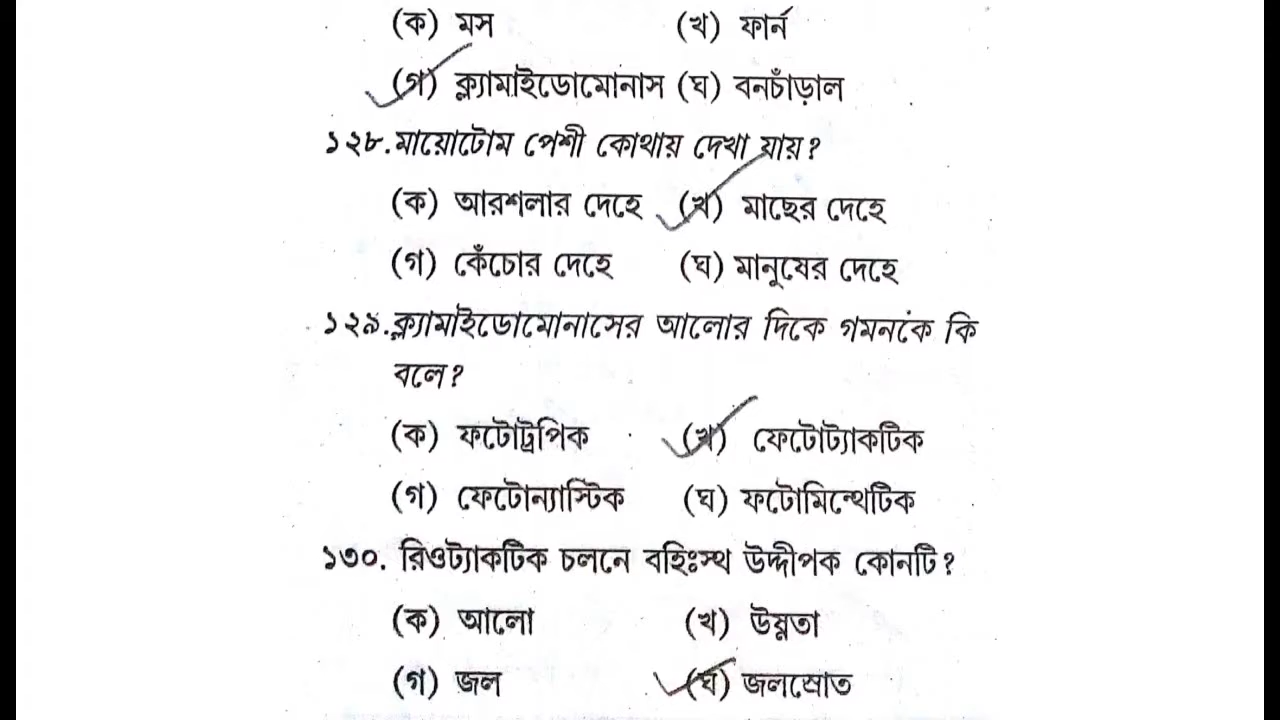 (ক) মস (খ) ফার্ন
(গ) ক্ল্যামাইডোমোনাস (ঘ) বনচাঁড়াল
১২৮.মায়োটোম পেশী কোথায় দেখা যায়?
(ক) আরশলার দেহে (খ) মাছের দেহে
(গ) কেঁচোর দেহে (ঘ) মানুষের দেহে
১২৯.ক্ল্যামাইডোমোনাসের আলোর দিকে গমনকে কি
বলে?
(ক) ফটোট্রপিক (খ) ফেটোট্যাকটিক
(গ) ফেটোন্যাস্টিক (ঘ) ফটোমিন্থেটিক
১৩০. রিওট্যাকটিক চলনে বহিঃস্থ উদ্দীপক কোনটি?
(ক) আলো (খ) উষ্ণতা
(গ) জল (ঘ) জলস্রোত